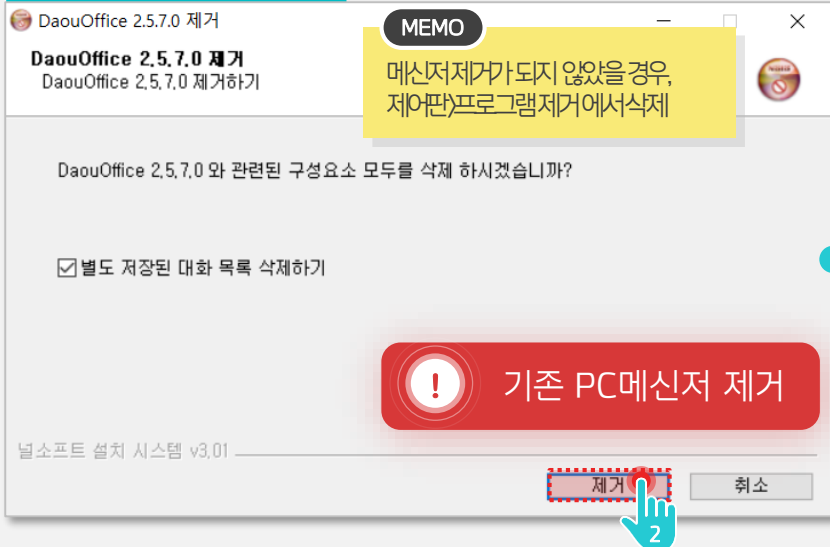 DaouOffice 2.5.7.0 제거
DaouOffice 2,5,7,0 제거
DaouOffice 2,5,7,0 제거하기
MEMO
메신저 제거가 되지 않았을 경우,
제어판>프로그램 제거 에서 삭제
DaouOffice 2,5,7,0 와 관련된 구성요소 모두를 삭제 하시겠습니까?
별도 저장된 대화 목록 삭제하기
!
기존 PC메신저 제거
널소프트 설치 시스템 v3,01
제거
취소
2